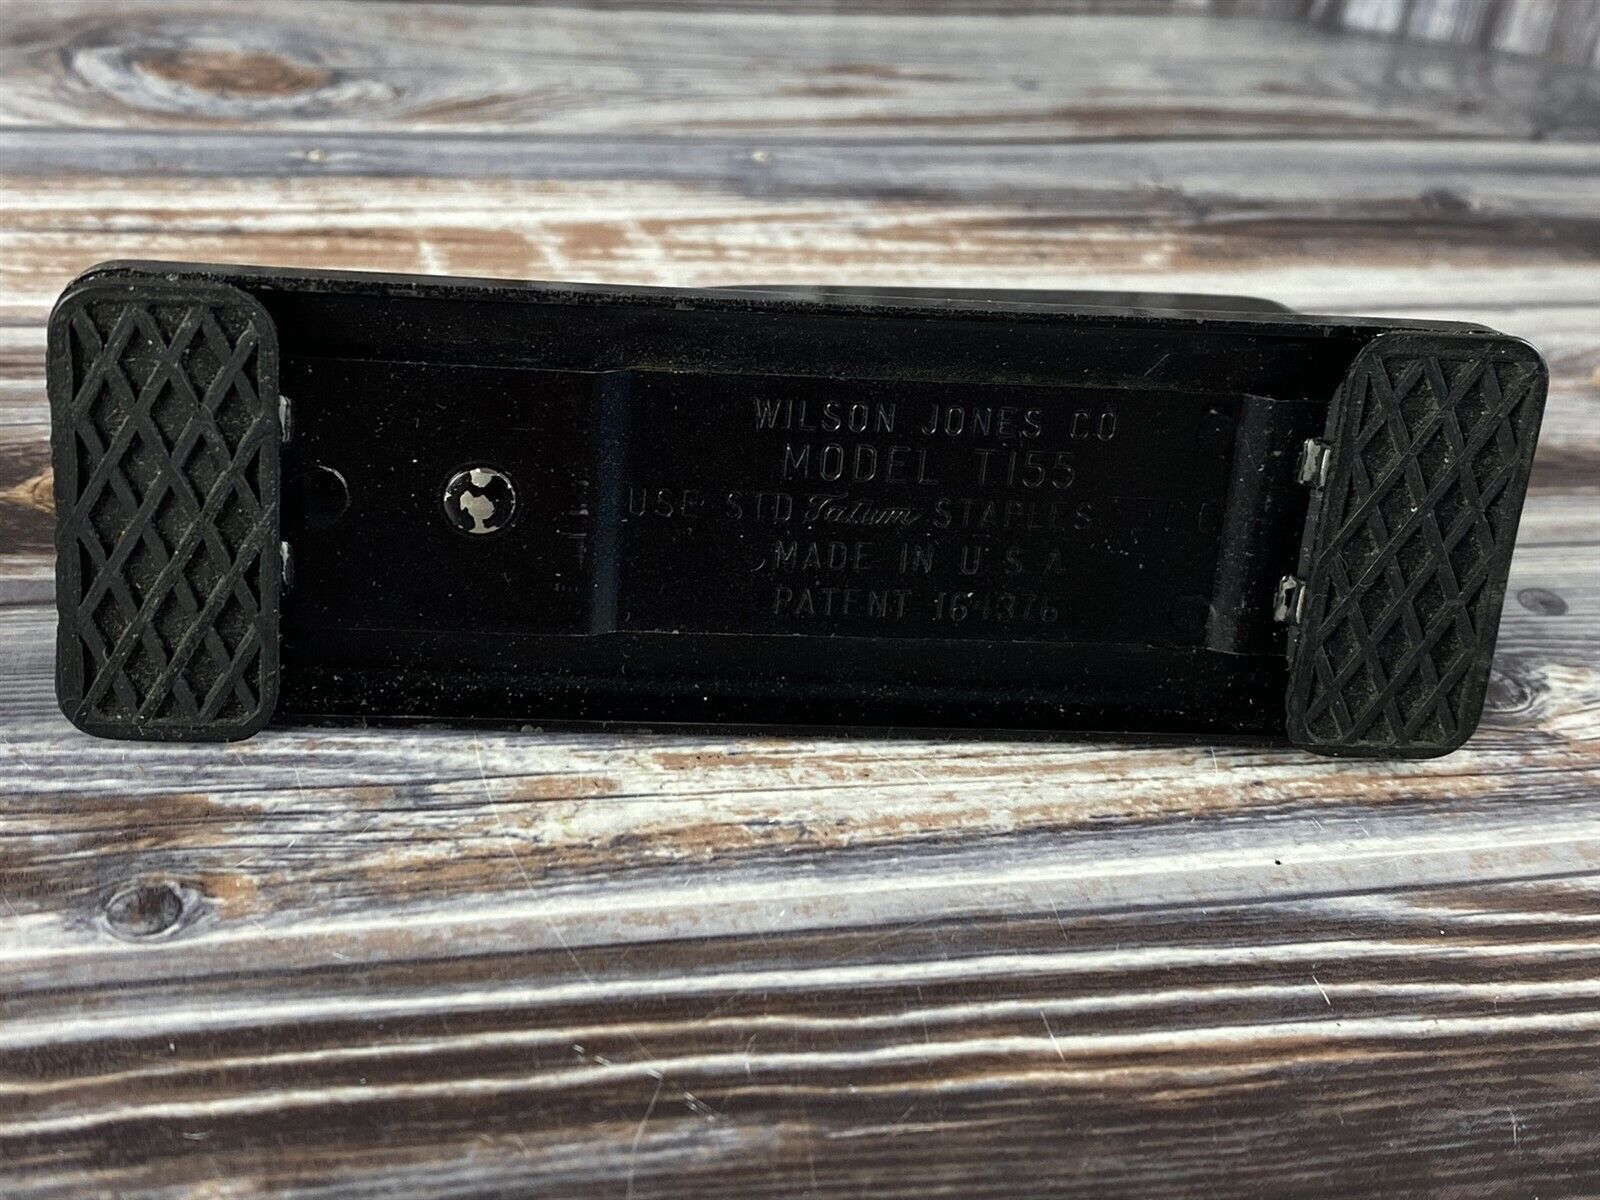 WILSON JONES CO
MODEL T155
USE STD Tatum STAPLES
MADE IN U S A
PATENT 164376